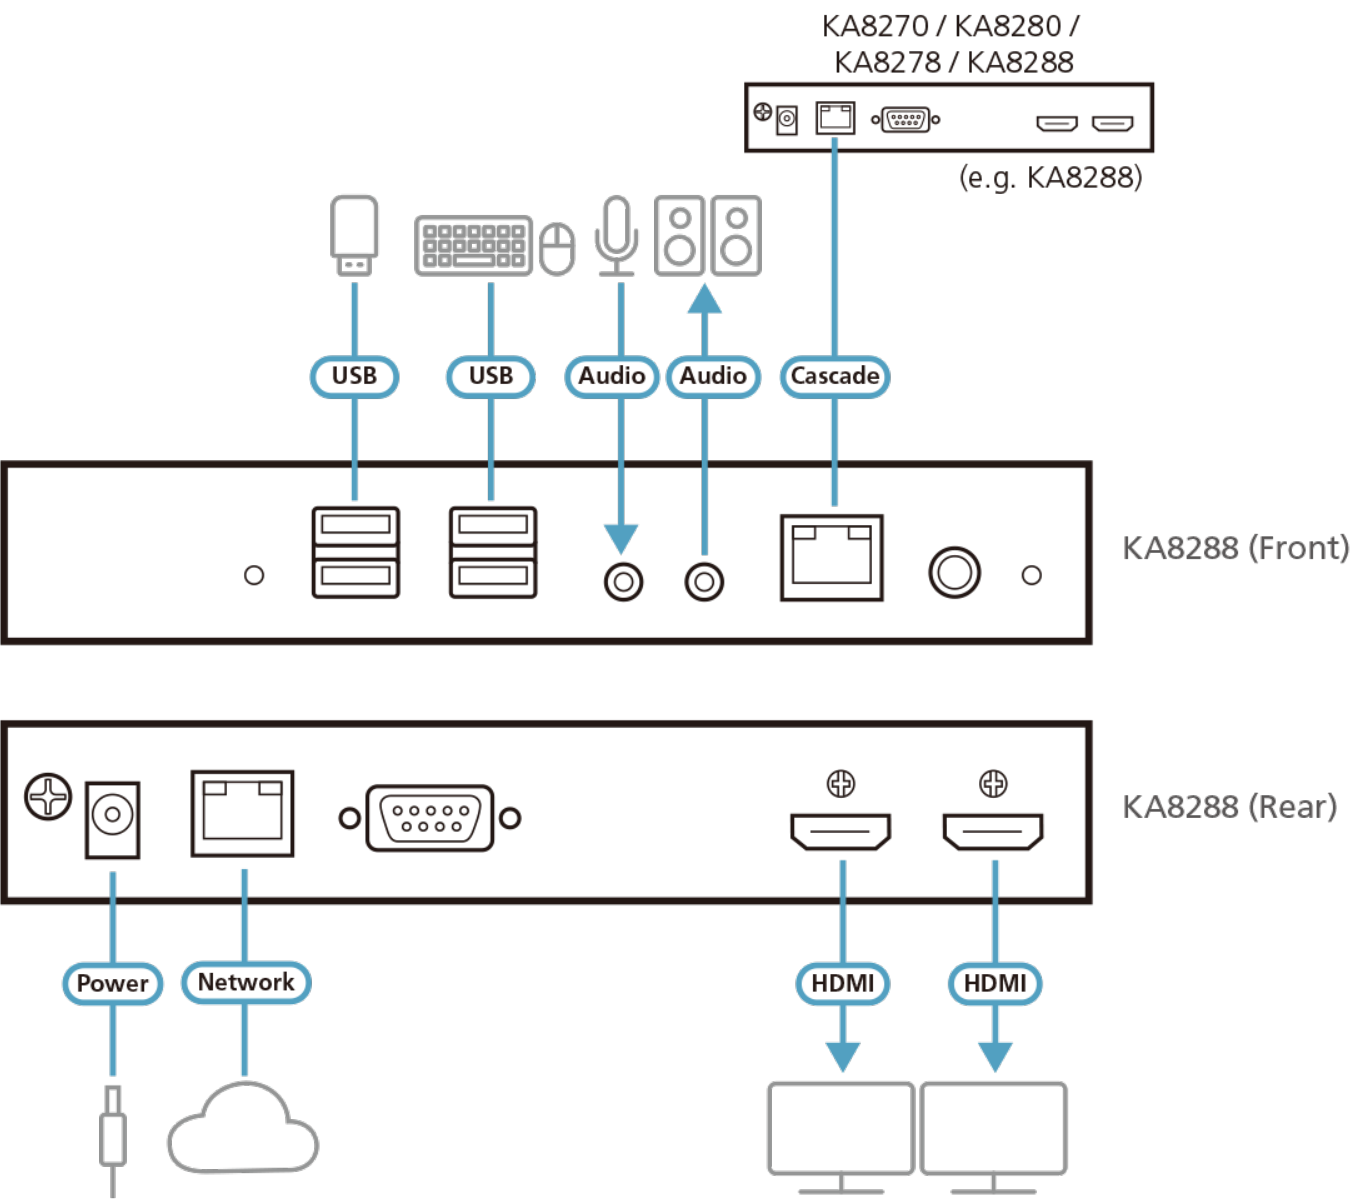 KA8270 / KA8280 /
KA8278 / KA8288
(e.g. KA8288)
USB
USB
Audio
Audio
Cascade
KA8288 (Front)
KA8288 (Rear)
Power
Network
HDMI
HDMI